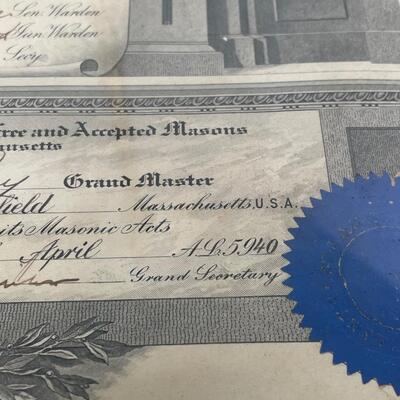 Sen. Warden
Jun. Warden
Secy
Free and Accepted Masons
Grand Master
field Massachusetts, U.S.A.
its Masonic Acts
April A.L. 5940
Grand Secretary